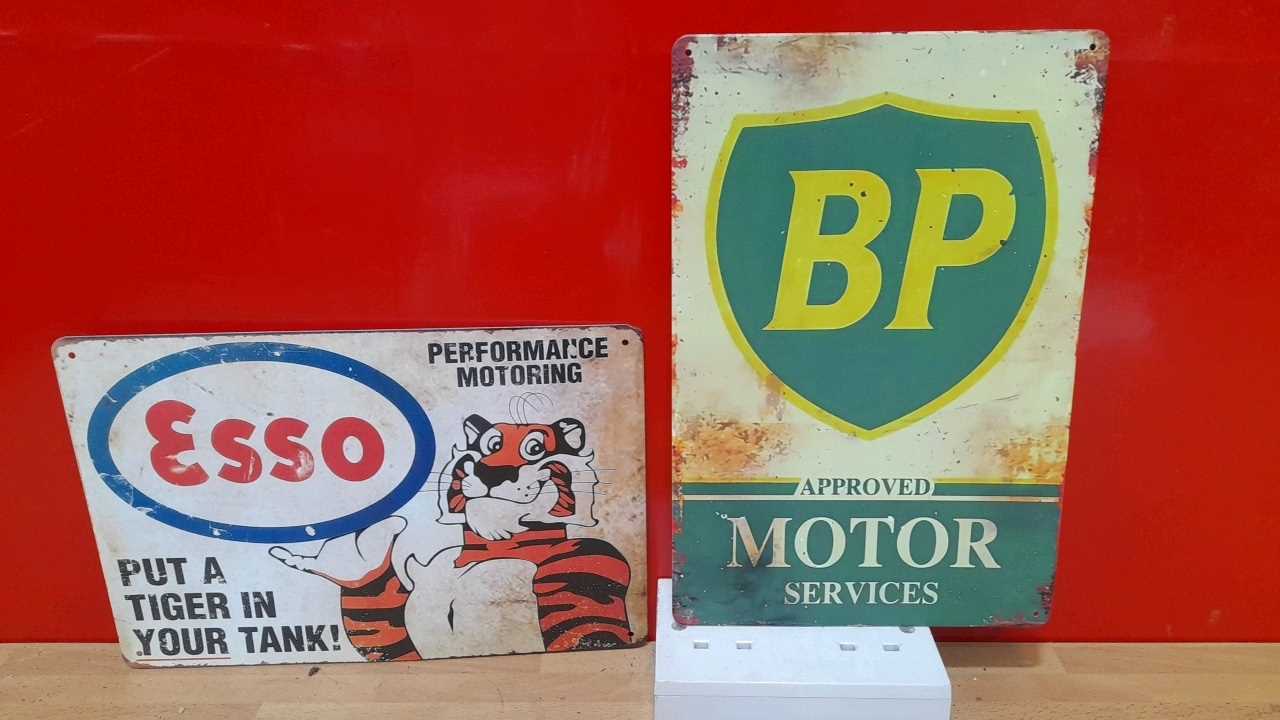 PERFORMANCE
MOTORING
Esso
PUT A
TIGER IN
YOUR TANK!
BP
APPROVED
MOTOR
SERVICES